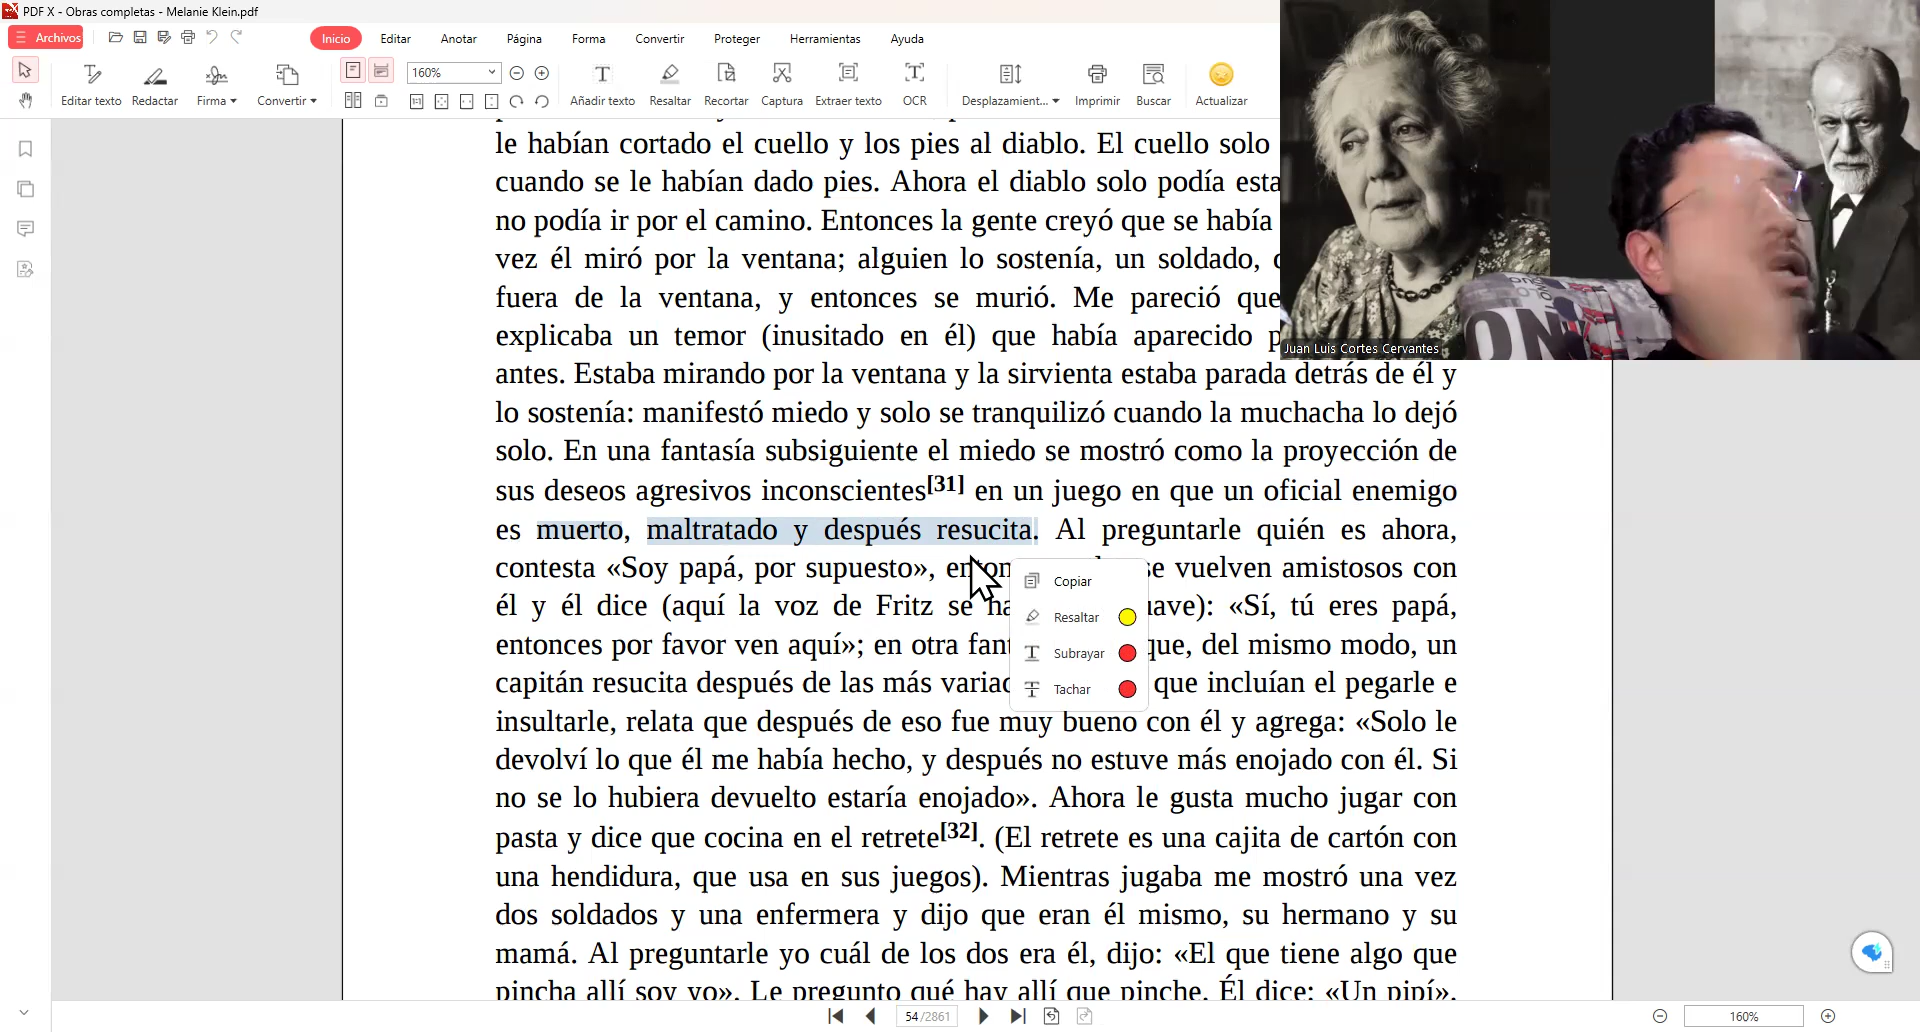 PDF X - Obras completas - Melanie Klein.pdf
Archivos
Inicio
Editar
Anotar
Página
Forma
Convertir
Proteger
Herramientas
Ayuda
160%
Editar texto
Redactar
Firma
Convertir
Añadir texto
Resaltar
Recortar
Captura
Extraer texto
OCR
Desplazamient...
Imprimir
Buscar
Actualizar
le habían cortado el cuello y los pies al diablo. El cuello solo
cuando se le habían dado pies. Ahora el diablo solo podía esta
no podía ir por el camino. Entonces la gente creyó que se había
vez él miró por la ventana; alguien lo sostenía, un soldado,
fuera de la ventana, y entonces se murió. Me pareció que
explicaba un temor (inusitado en él) que había aparecido
antes. Estaba mirando por la ventana y la sirvienta estaba parada detrás de él y
lo sostenía: manifestó miedo y solo se tranquilizó cuando la muchacha lo dejó
solo. En una fantasía subsiguiente el miedo se mostró como la proyección de
sus deseos agresivos inconscientes[31] en un juego en que un oficial enemigo
es muerto, maltratado y después resucita. Al preguntarle quién es ahora,
contesta «Soy papá, por supuesto», se vuelven amistosos con
él y él dice (aquí la voz de Fritz se ha ave): «Sí, tú eres papá,
entonces por favor ven aquí»; en otra fant que, del mismo modo, un
capitán resucita después de las más varia que incluían el pegarle e
insultarle, relata que después de eso fue muy bueno con él y agrega: «Solo le
devolví lo que él me había hecho, y después no estuve más enojado con él. Si
no se lo hubiera devuelto estaría enojado». Ahora le gusta mucho jugar con
pasta y dice que cocina en el retrete[32]. (El retrete es una cajita de cartón con
una hendidura, que usa en sus juegos). Mientras jugaba me mostró una vez
dos soldados y una enfermera y dijo que eran él mismo, su hermano y su
mamá. Al preguntarle yo cuál de los dos era él, dijo: «El que tiene algo que
pincha allí soy yo». Le pregunto qué hay allí que pinche. Él dice: «Un pipí».
Copiar
Resaltar
Subrayar
Tachar
Juan Luis Cortes Cervantes
54 /2861
160%